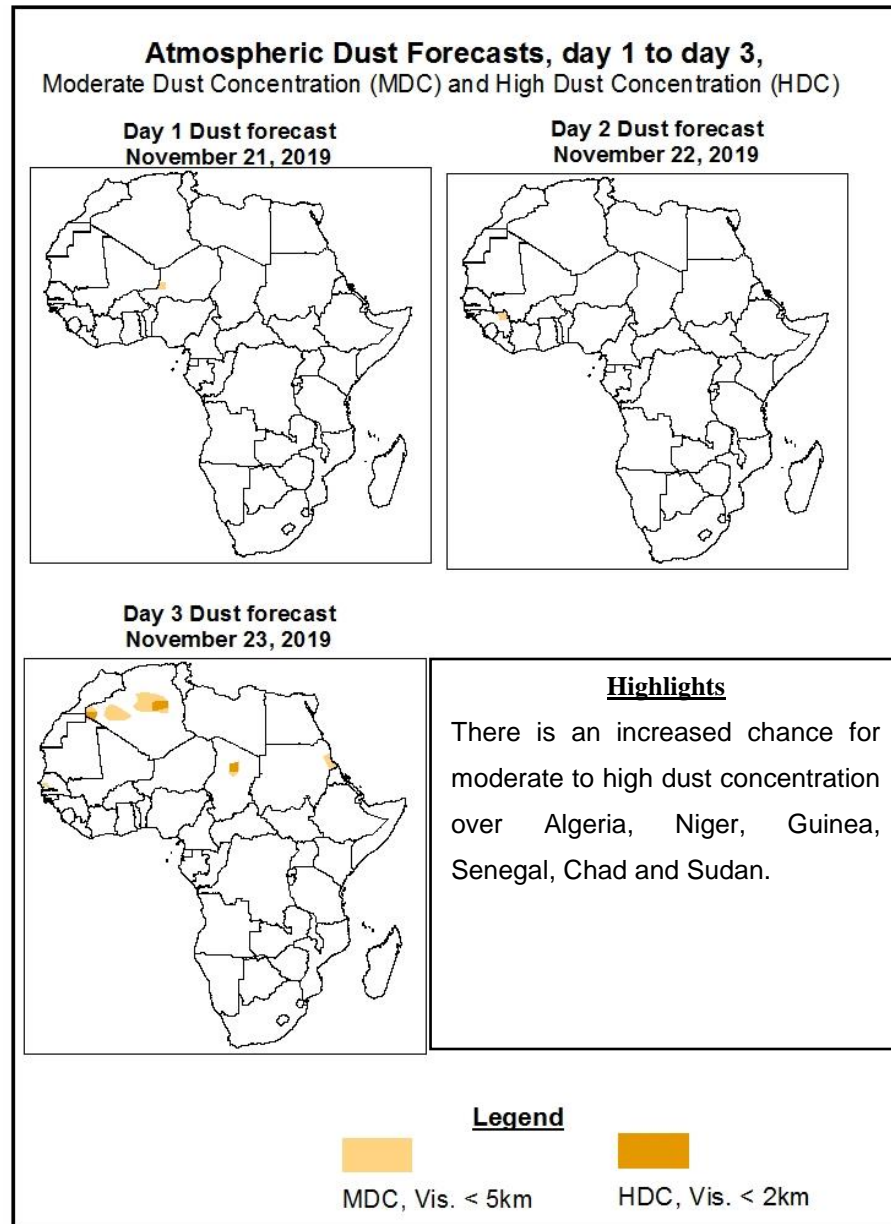 Atmospheric Dust Forecasts, day 1 to day 3,
Moderate Dust Concentration (MDC) and High Dust Concentration (HDC)
Day 1 Dust forecast
November 21, 2019
Day 2 Dust forecast
November 22, 2019
Day 3 Dust forecast
November 23, 2019
Highlights
There is an increased chance for
moderate to high dust concentration
over Algeria, Niger, Guinea,
Senegal, Chad and Sudan.
Legend
MDC, Vis. < 5km
HDC, Vis. < 2km